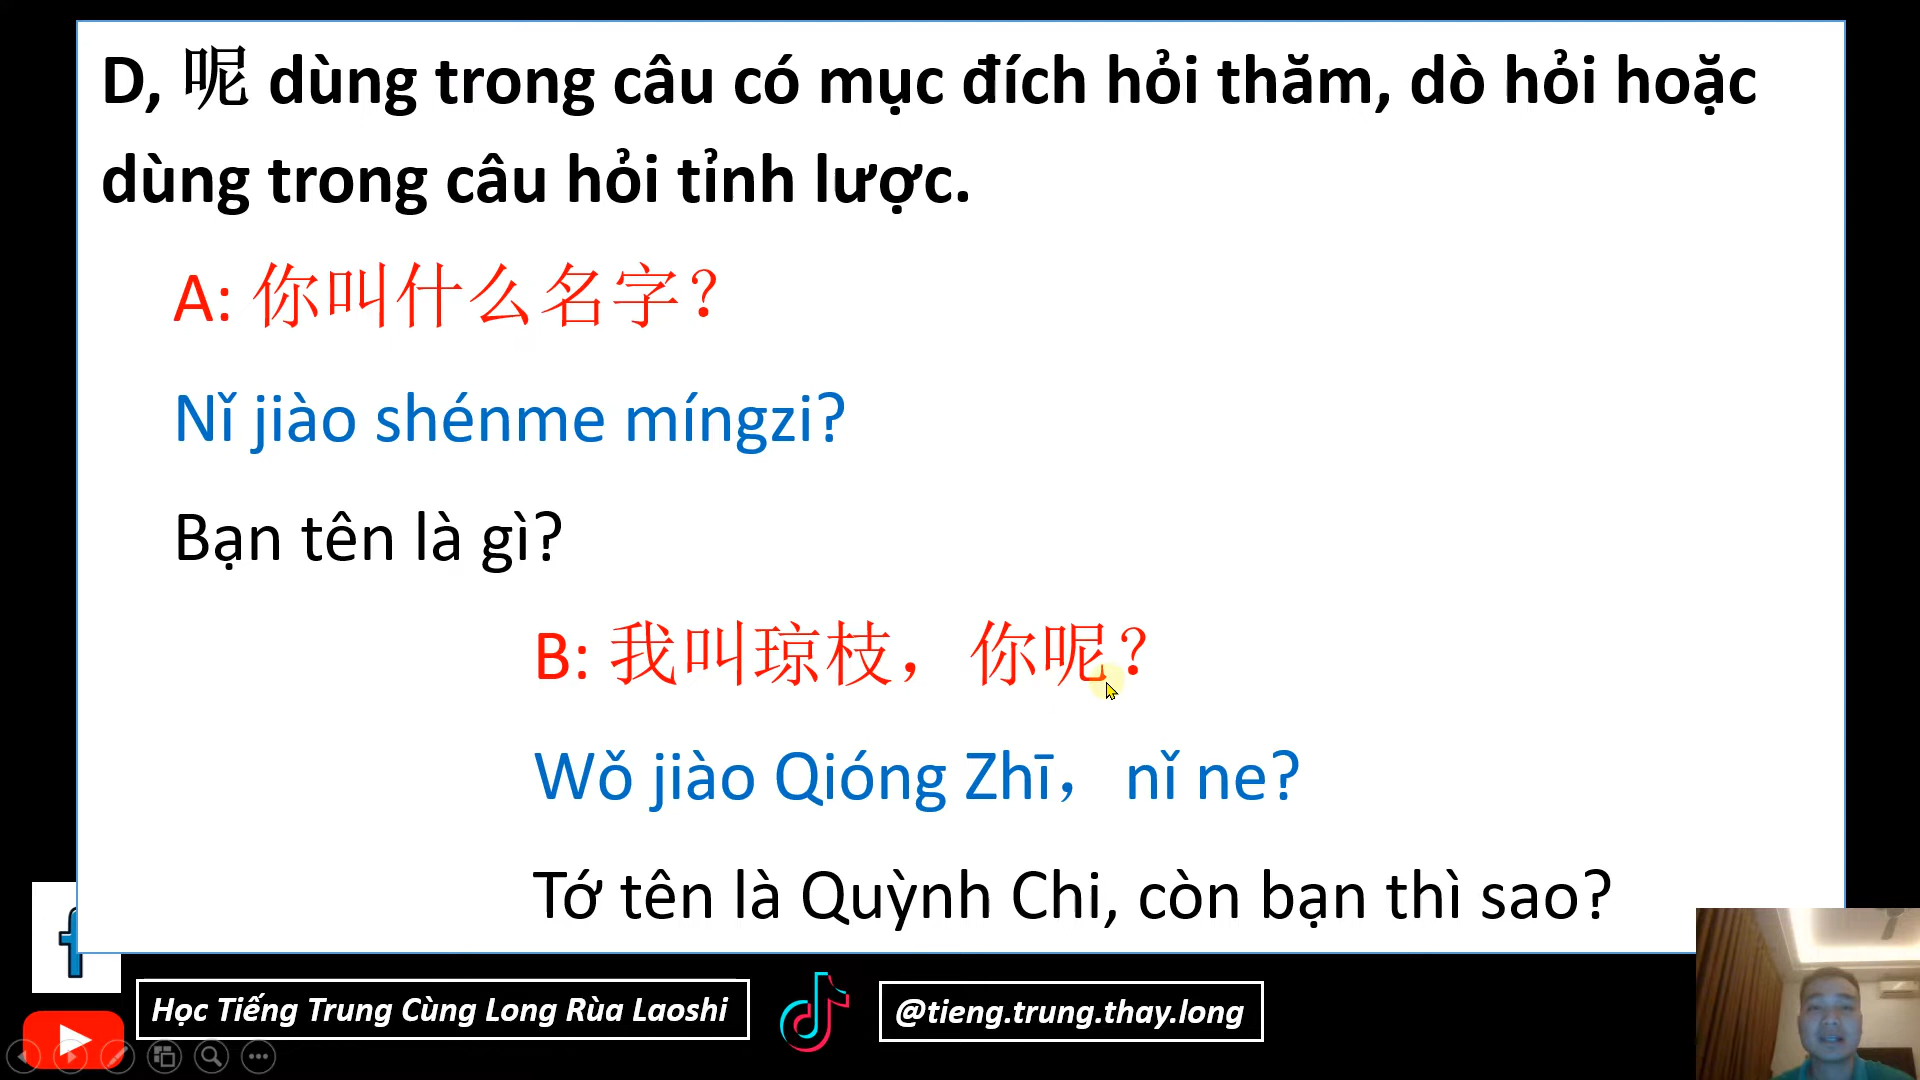 D, 呢 dùng trong câu có mục đích hỏi thăm, dò hỏi hoặc
dùng trong câu hỏi tỉnh lược.
A: 你叫什么名字？
Nǐ jiào shénme míngzi?
Bạn tên là gì?
B: 我叫琼枝，你呢？
Wǒ jiào Qióng Zhī，nǐ ne?
Tớ tên là Quỳnh Chi, còn bạn thì sao?
Học Tiếng Trung Cùng Long Rùa Laoshi
@tieng.trung.thay.long